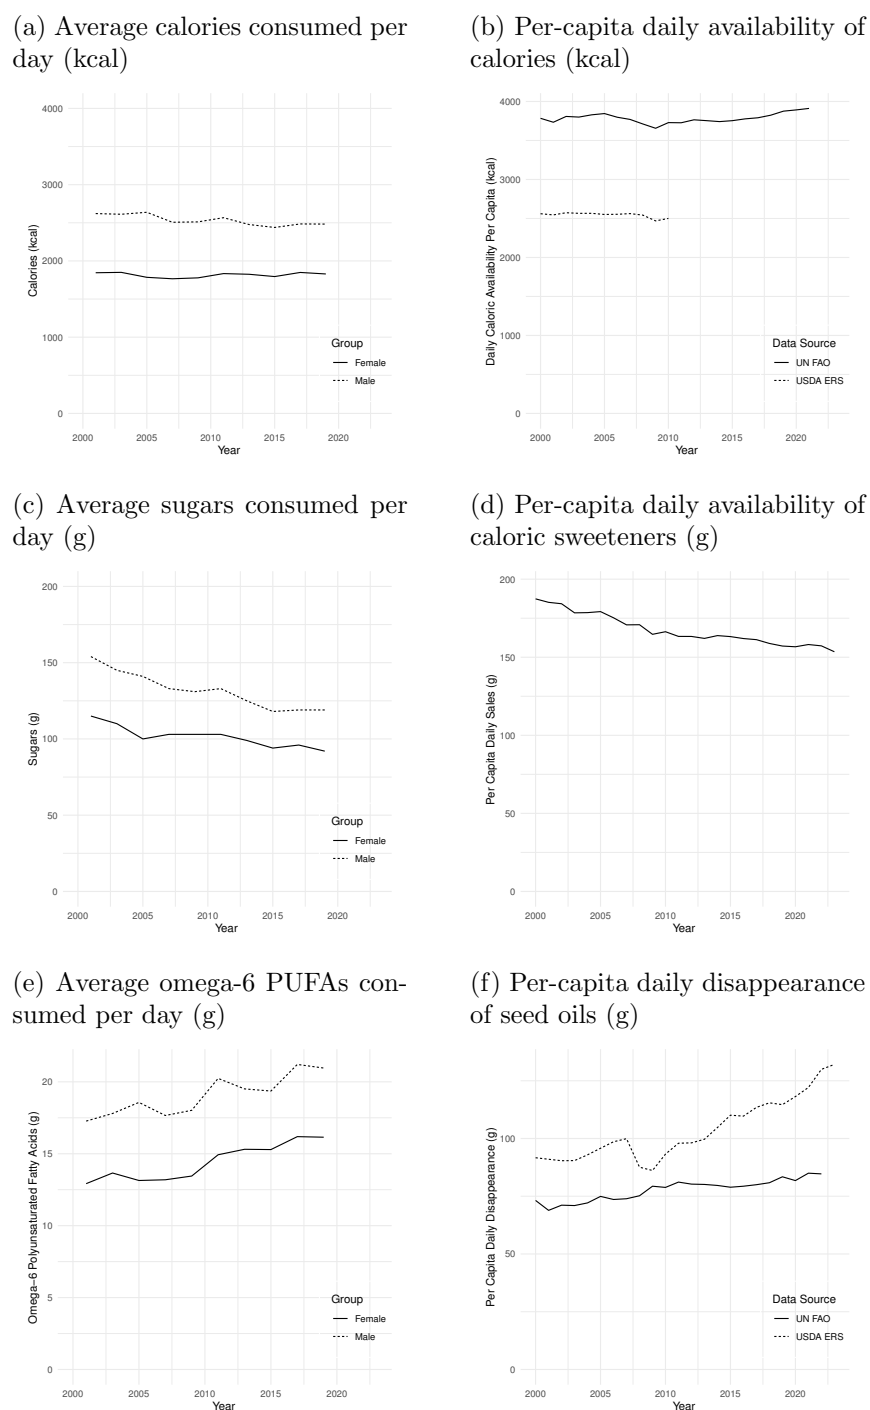 (a) Average calories consumed per
day (kcal)
4000
3000
2000
1000
0
Calories (kcal)
2000 2005 2010 2015 2020
Year
Group
Female
Male
(b) Per-capita daily availability of
calories (kcal)
4000
3000
2000
1000
0
Daily Caloric Availability Per Capita (kcal)
2000 2005 2010 2015 2020
Year
Data Source
UN FAO
USDA ERS
(c) Average sugars consumed per
day (g)
200
150
100
50
0
Sugars (g)
2000 2005 2010 2015 2020
Year
Group
Female
Male
(d) Per-capita daily availability of
caloric sweeteners (g)
200
150
100
50
0
Per Capita Daily Sales (g)
2000 2005 2010 2015 2020
Year
(e) Average omega-6 PUFAs con-
sumed per day (g)
20
15
10
5
0
Omega−6 Polyunsaturated Fatty Acids (g)
2000 2005 2010 2015 2020
Year
Group
Female
Male
(f) Per-capita daily disappearance
of seed oils (g)
100
50
0
Per Capita Daily Disappearance (g)
2000 2005 2010 2015 2020
Year
Data Source
UN FAO
USDA ERS